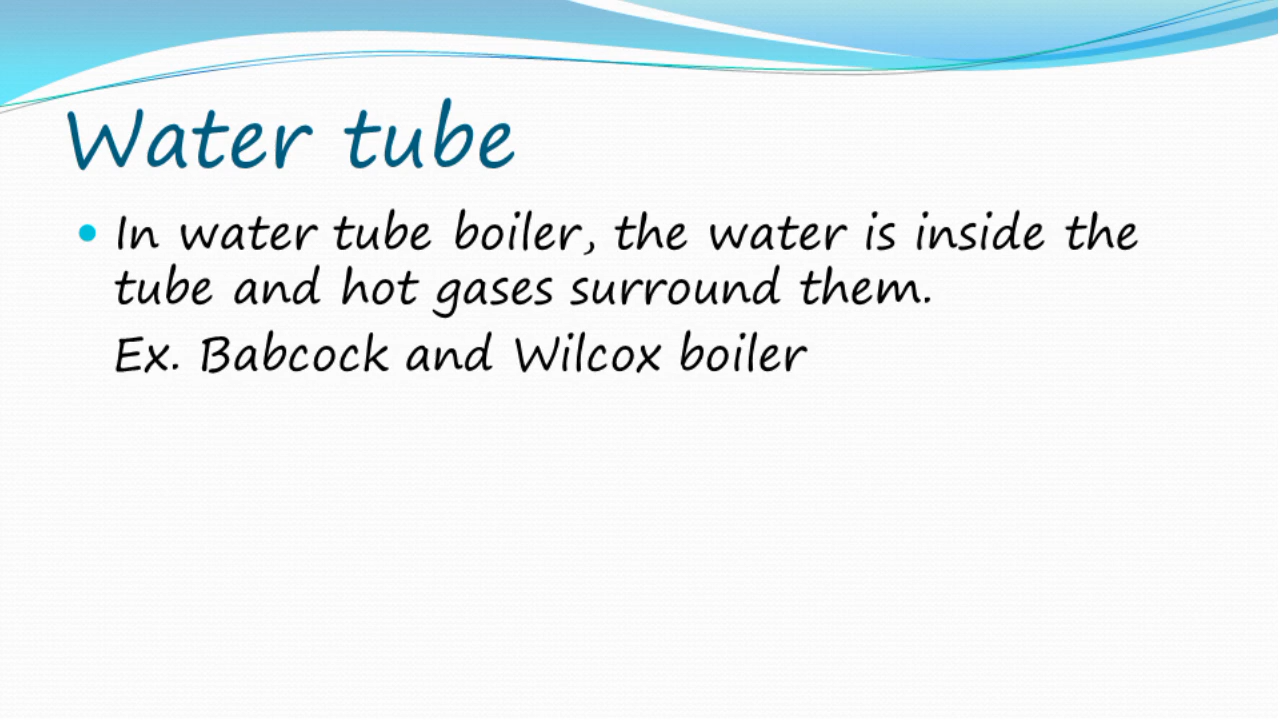 Water tube
• In water tube boiler, the water is inside the
tube and hot gases surround them.
Ex. Babcock and Wilcox boiler